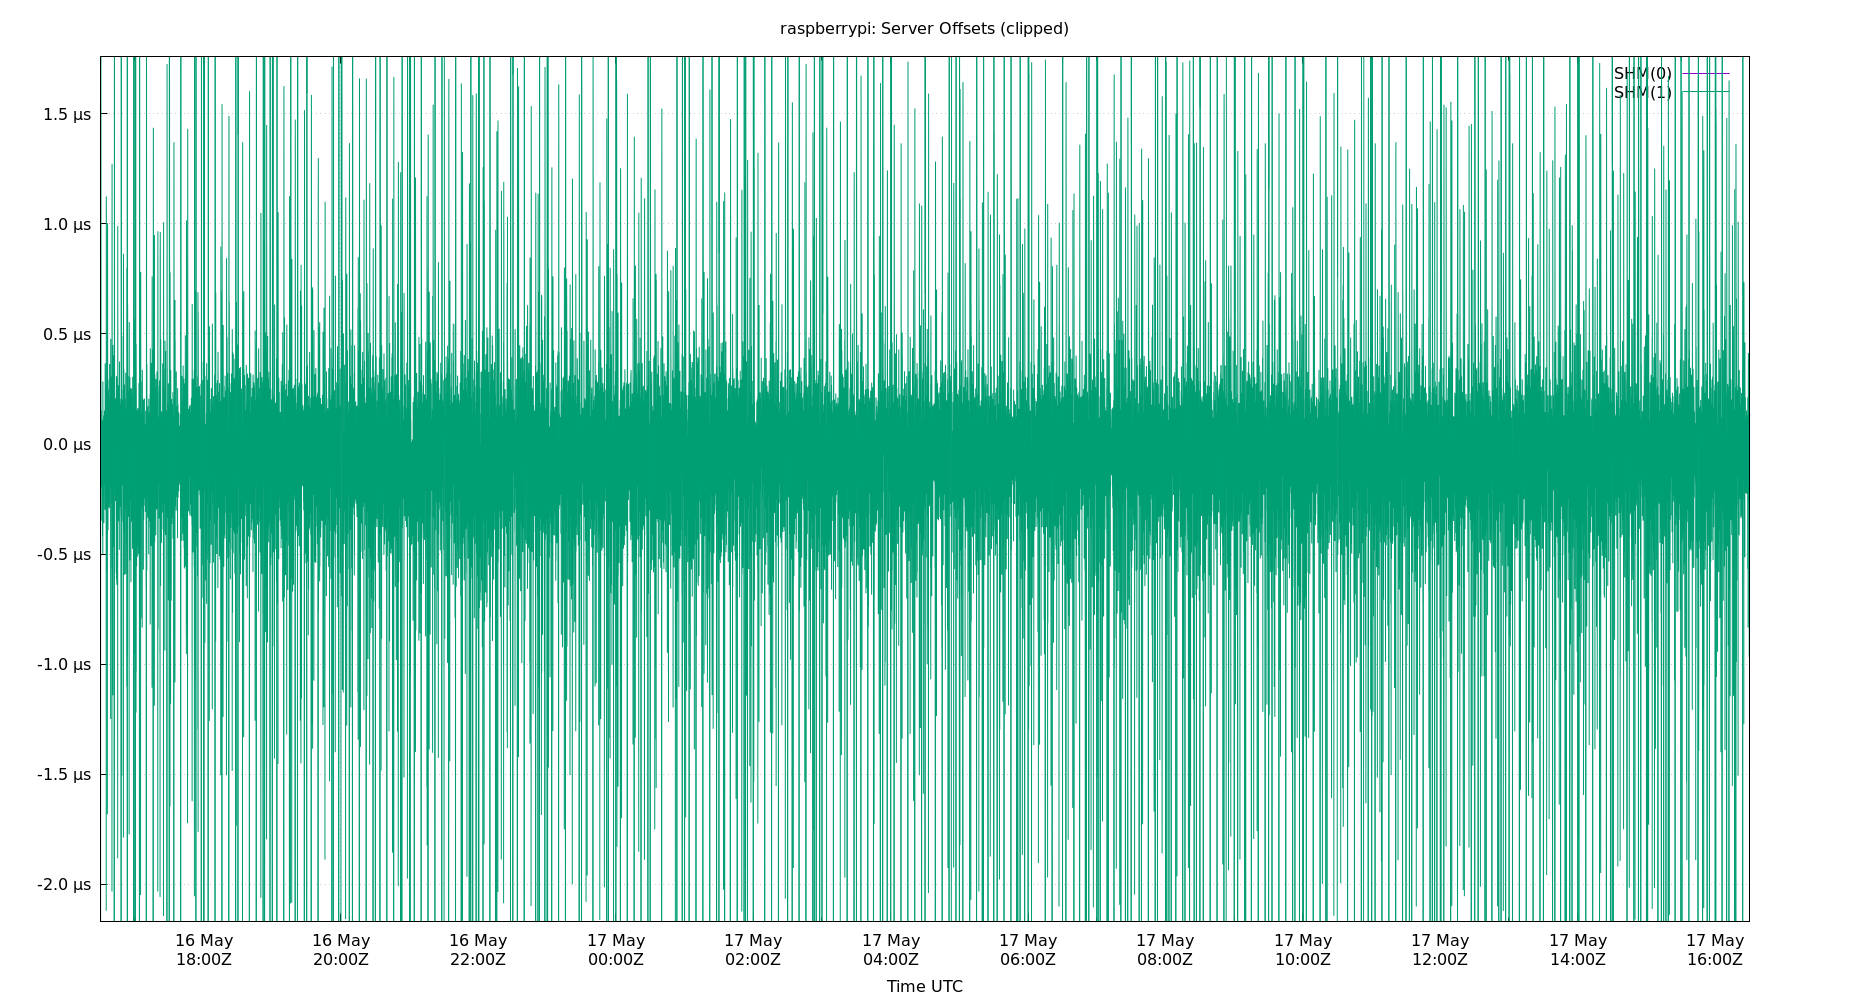 raspberrypi: Server Offsets (clipped)
SHM(0)
SHM(1)
1.5 µs
1.0 µs
0.5 µs
0.0 µs
-0.5 µs
-1.0 µs
-1.5 µs
-2.0 µs
16 May 16 May 16 May 17 May 17 May 17 May 17 May 17 May 17 May 17 May 17 May 17 May
18:00Z 20:00Z 22:00Z 00:00Z 02:00Z 04:00Z 06:00Z 08:00Z 10:00Z 12:00Z 14:00Z 16:00Z
Time UTC